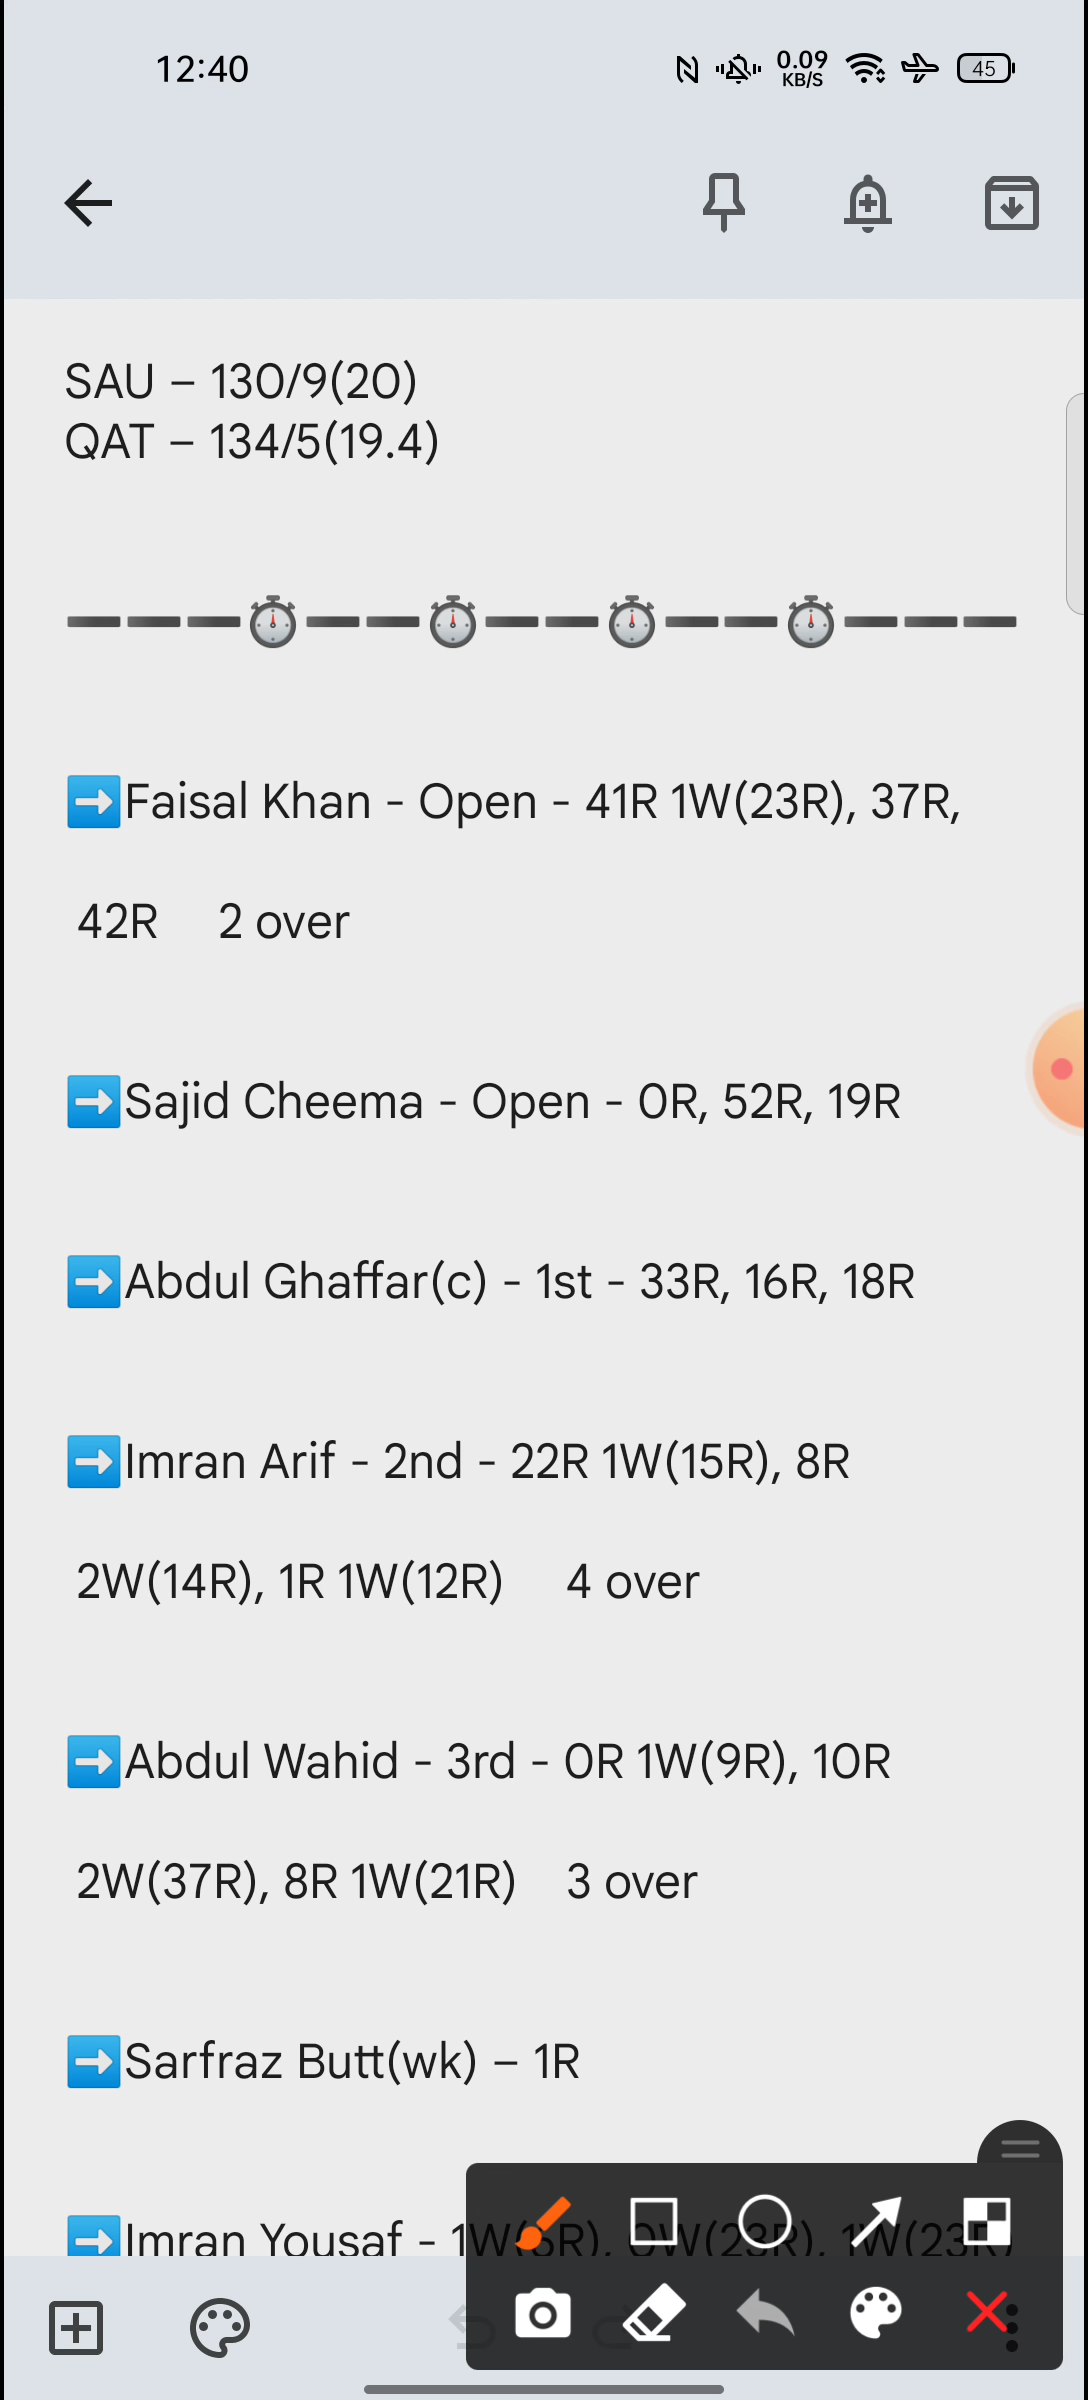 12:40
0.09
KB/S
45
SAU – 130/9(20)
QAT – 134/5(19.4)
Faisal Khan - Open - 41R 1W(23R), 37R,
42R 2 over
Sajid Cheema - Open - 0R, 52R, 19R
Abdul Ghaffar(c) - 1st - 33R, 16R, 18R
Imran Arif - 2nd - 22R 1W(15R), 8R
2W(14R), 1R 1W(12R) 4 over
Abdul Wahid - 3rd - 0R 1W(9R), 10R
2W(37R), 8R 1W(21R) 3 over
Sarfraz Butt(wk) – 1R
Imran Yousaf - 0W(23R), 1W(23R)